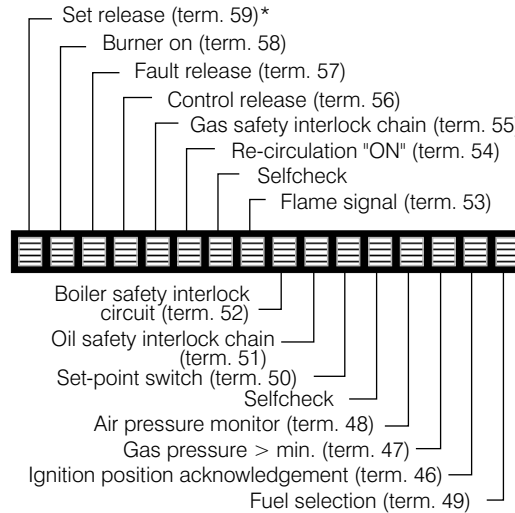 Set release (term. 59)*
Burner on (term. 58)
Fault release (term. 57)
Control release (term. 56)
Gas safety interlock chain (term. 55)
Re-circulation "ON" (term. 54)
Selfcheck
Flame signal (term. 53)
Boiler safety interlock
circuit (term. 52)
Oil safety interlock chain
(term. 51)
Set-point switch (term. 50)
Selfcheck
Air pressure monitor (term. 48)
Gas pressure > min. (term. 47)
Ignition position acknowledgement (term. 46)
Fuel selection (term. 49)